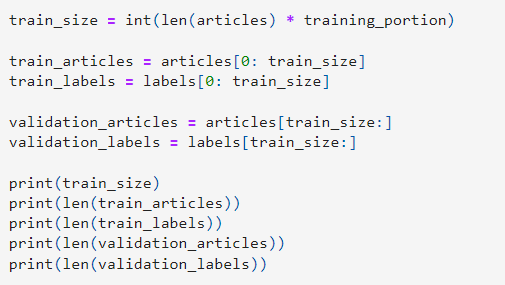 train_size = int(len(articles) * training_portion)
train_articles = articles[0: train_size]
train_labels = labels[0: train_size]
validation_articles = articles[train_size:]
validation_labels = labels[train_size:]
print(train_size)
print(len(train_articles))
print(len(train_labels))
print(len(validation_articles))
print(len(validation_labels))